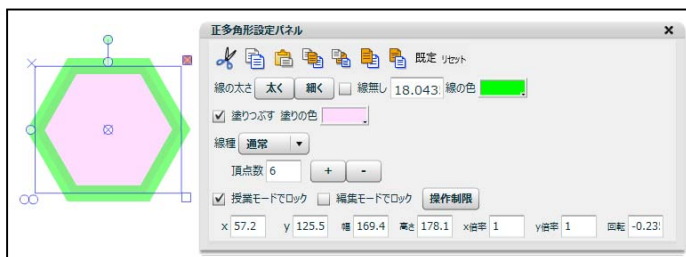 正多角形設定パネル ×
既定 リセット
線の太さ 太く 細く 線無し 18.043 線の色
塗りつぶす 塗りの色
線種 通常
頂点数 6 + -
授業モードでロック 編集モードでロック 操作制限
x 57.2 y 125.5 幅 169.4 高さ 178.1 x倍率 1 y倍率 1 回転 -0.23